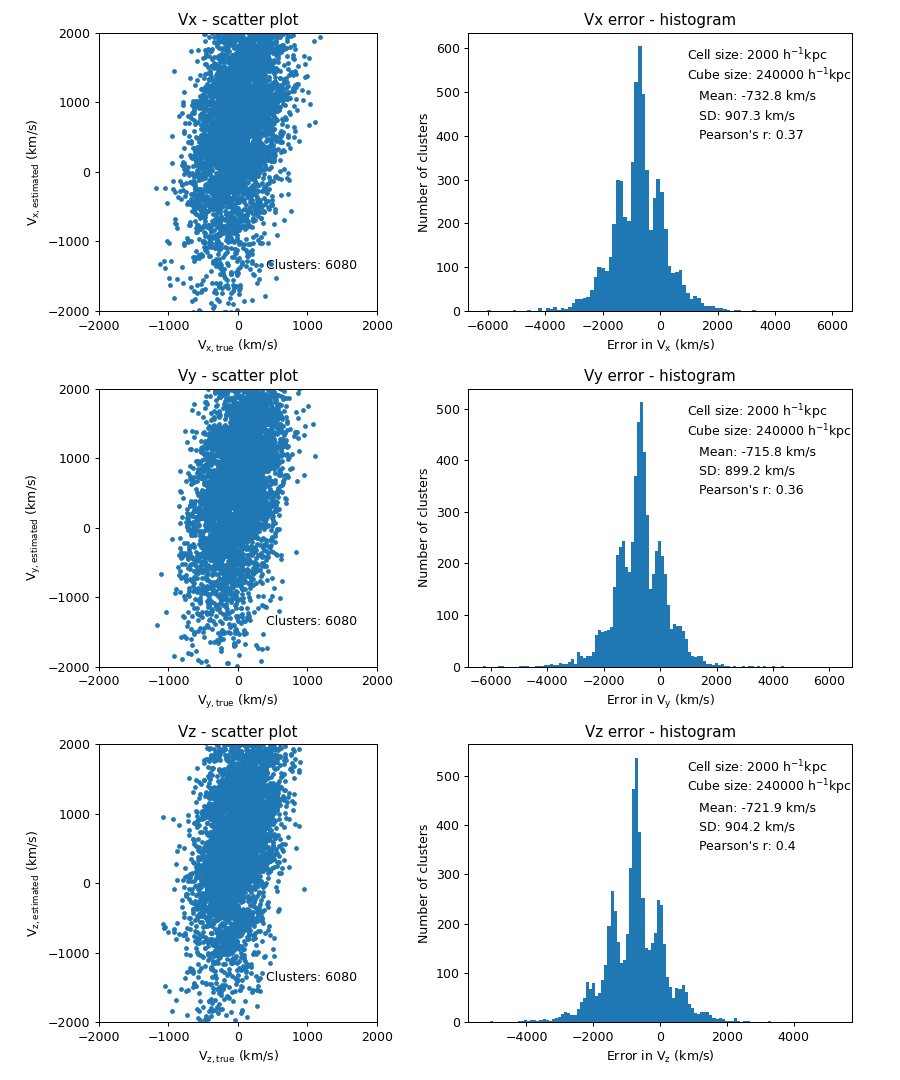 Vx - scatter plot
2000
1000
0
−1000
−2000
V_x, estimated (km/s)
Clusters: 6080
−2000 −1000 0 1000 2000
V_x, true (km/s)
Vx error - histogram
600
500
400
300
200
100
0
Number of clusters
Cell size: 2000 h⁻¹kpc
Cube size: 240000 h⁻¹kpc
Mean: -732.8 km/s
SD: 907.3 km/s
Pearson's r: 0.37
−6000 −4000 −2000 0 2000 4000 6000
Error in V_x (km/s)
Vy - scatter plot
2000
1000
0
−1000
−2000
V_y, estimated (km/s)
Clusters: 6080
−2000 −1000 0 1000 2000
V_y, true (km/s)
Vy error - histogram
500
400
300
200
100
0
Number of clusters
Cell size: 2000 h⁻¹kpc
Cube size: 240000 h⁻¹kpc
Mean: -715.8 km/s
SD: 899.2 km/s
Pearson's r: 0.36
−6000 −4000 −2000 0 2000 4000 6000
Error in V_y (km/s)
Vz - scatter plot
2000
1000
0
−1000
−2000
V_z, estimated (km/s)
Clusters: 6080
−2000 −1000 0 1000 2000
V_z, true (km/s)
Vz error - histogram
500
400
300
200
100
0
Number of clusters
Cell size: 2000 h⁻¹kpc
Cube size: 240000 h⁻¹kpc
Mean: -721.9 km/s
SD: 904.2 km/s
Pearson's r: 0.4
−4000 −2000 0 2000 4000
Error in V_z (km/s)